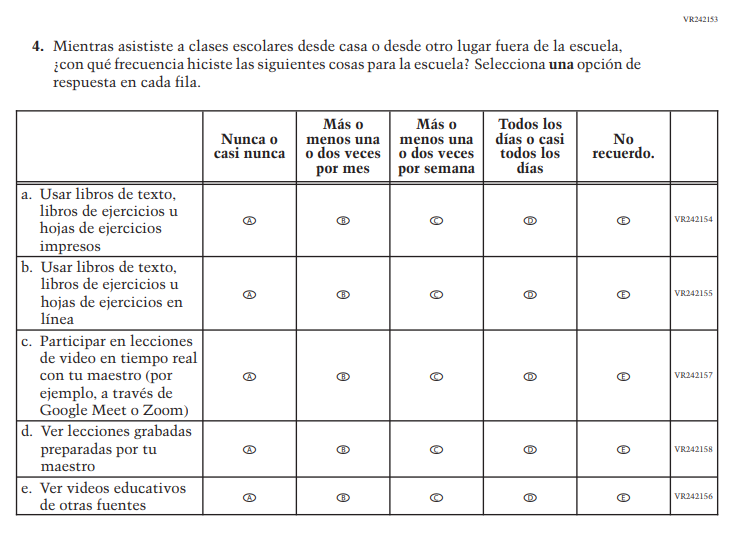 VR242153
4. Mientras asististe a clases escolares desde casa o desde otro lugar fuera de la escuela,
¿con qué frecuencia hiciste las siguientes cosas para la escuela? Selecciona una opción de
respuesta en cada fila.
Nunca o
casi nunca
Más o
menos una
o dos veces
por mes
Más o
menos una
o dos veces
por semana
Todos los
días o casi
todos los
días
No
recuerdo.
a. Usar libros de texto,
libros de ejercicios u
hojas de ejercicios
impresos
A B C D E VR242154
b. Usar libros de texto,
libros de ejercicios u
hojas de ejercicios en
línea
A B C D E VR242155
c. Participar en lecciones
de video en tiempo real
con tu maestro (por
ejemplo, a través de
Google Meet o Zoom)
A B C D E VR242157
d. Ver lecciones grabadas
preparadas por tu
maestro
A B C D E VR242158
e. Ver videos educativos
de otras fuentes
A B C D E VR242156